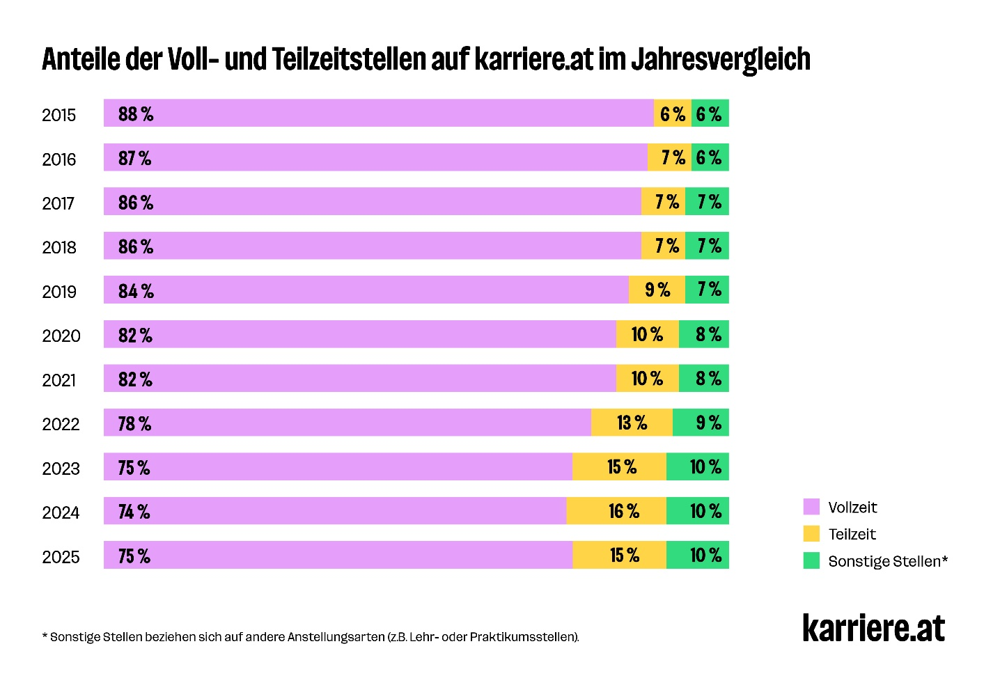 Anteile der Voll- und Teilzeitstellen auf karriere.at im Jahresvergleich
2015 88 % 6 % 6 %
2016 87 % 7 % 6 %
2017 86 % 7 % 7 %
2018 86 % 7 % 7 %
2019 84 % 9 % 7 %
2020 82 % 10 % 8 %
2021 82 % 10 % 8 %
2022 78 % 13 % 9 %
2023 75 % 15 % 10 %
2024 74 % 16 % 10 %
2025 75 % 15 % 10 %
Vollzeit
Teilzeit
Sonstige Stellen*
* Sonstige Stellen beziehen sich auf andere Anstellungsarten (z.B. Lehr- oder Praktikumsstellen).
karriere.at